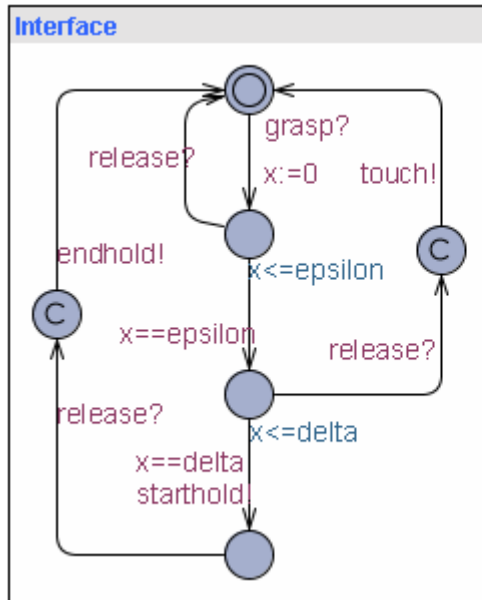 Interface
grasp?
release?
x:=0
touch!
endhold!
C
x<=epsilon
C
x==epsilon
release?
release?
x<=delta
x==delta
starthold!